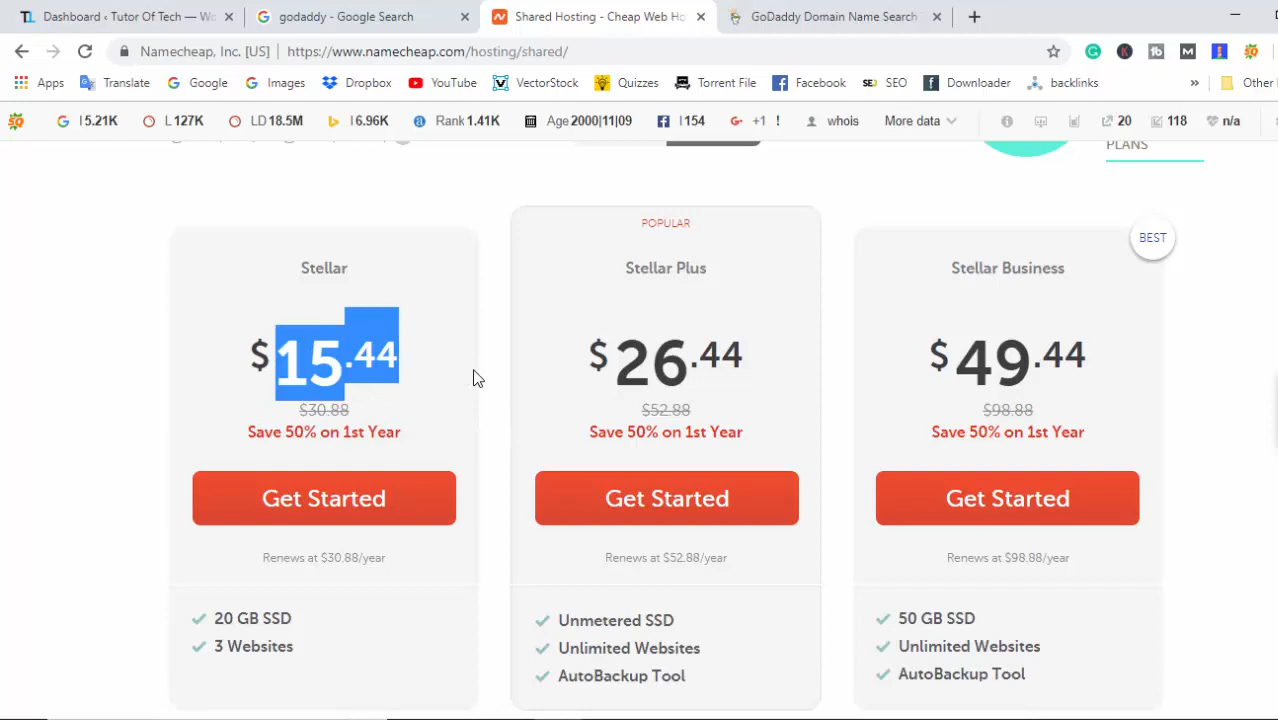 Dashboard ‹ Tutor Of Tech — Wo
godaddy - Google Search
Shared Hosting - Cheap Web Ho
GoDaddy Domain Name Search T
Namecheap, Inc. [US] | https://www.namecheap.com/hosting/shared/
Apps Translate Google Images Dropbox YouTube VectorStock Quizzes Torrent File Facebook SEO Downloader backlinks » Other
I 5.21K L 127K LD 18.5M I 6.96K Rank 1.41K Age 2000|11|09 I 154 +1 ! whois More data 20 118 n/a
PLANS
POPULAR
BEST
Stellar
$15.44
$30.88
Save 50% on 1st Year
Get Started
Renews at $30.88/year
20 GB SSD
3 Websites
Stellar Plus
$26.44
$52.88
Save 50% on 1st Year
Get Started
Renews at $52.88/year
Unmetered SSD
Unlimited Websites
AutoBackup Tool
Stellar Business
$49.44
$98.88
Save 50% on 1st Year
Get Started
Renews at $98.88/year
50 GB SSD
Unlimited Websites
AutoBackup Tool